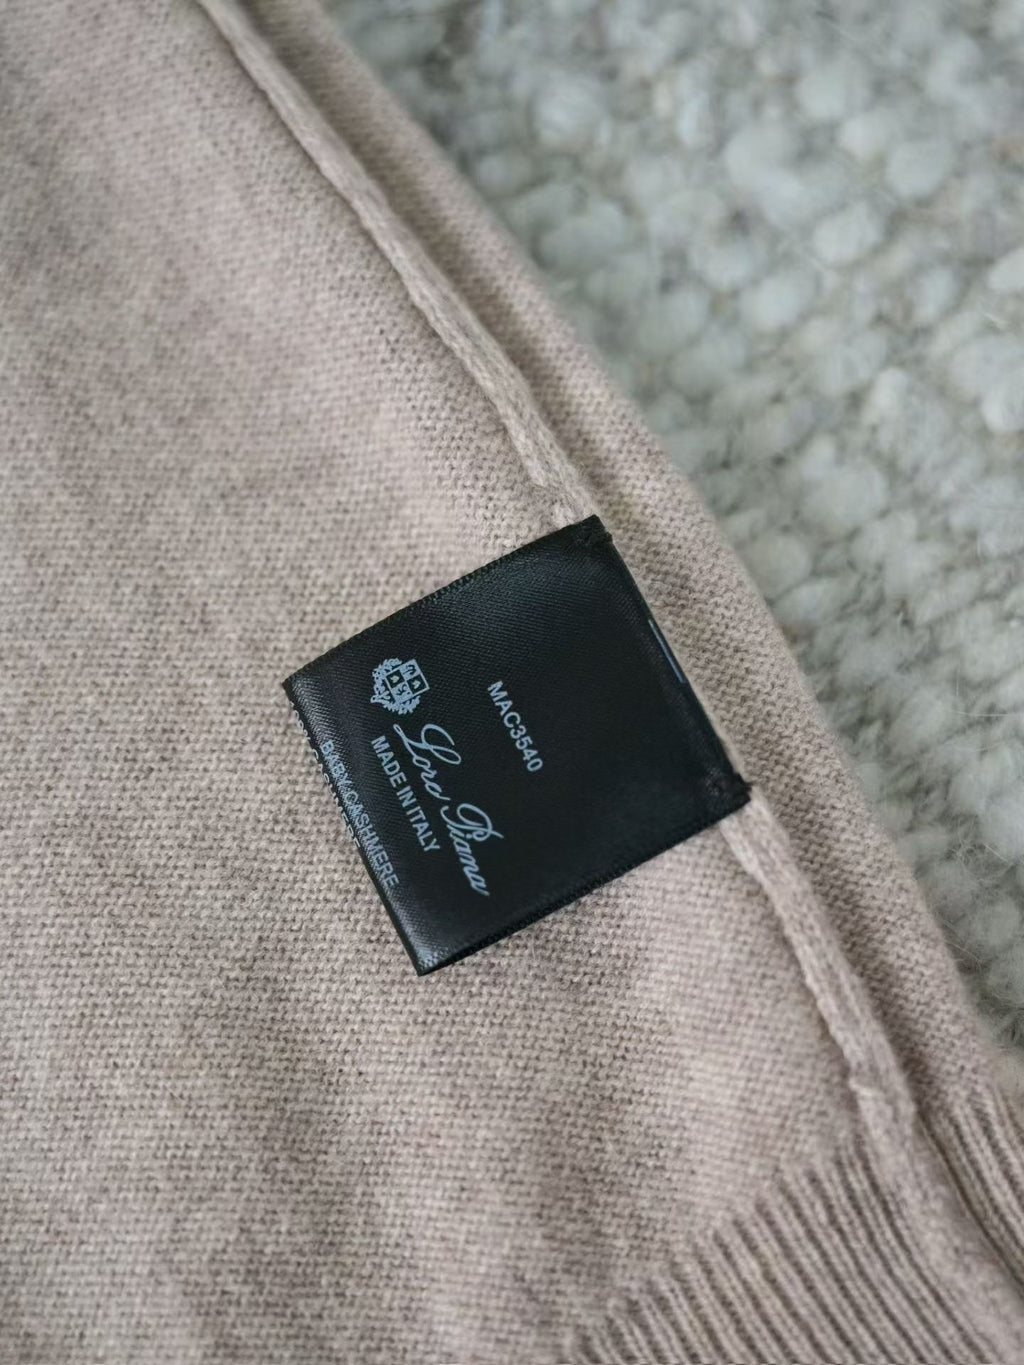 MAC3540
Loro Piana
MADE IN ITALY
BABY CASHMERE